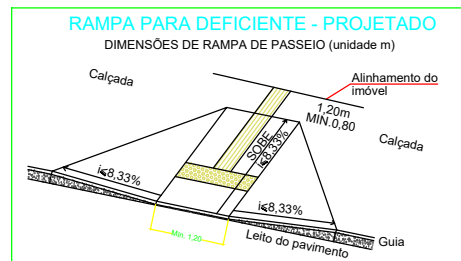 RAMPA PARA DEFICIENTE - PROJETADO
DIMENSÕES DE RAMPA DE PASSEIO (unidade m)
Calçada
Alinhamento do
imóvel
1,20m
MIN.0,80
Calçada
SOBE
i≤8,33%
i≤8,33%
i≤8,33%
Min. 1,20
Leito do pavimento
Guia